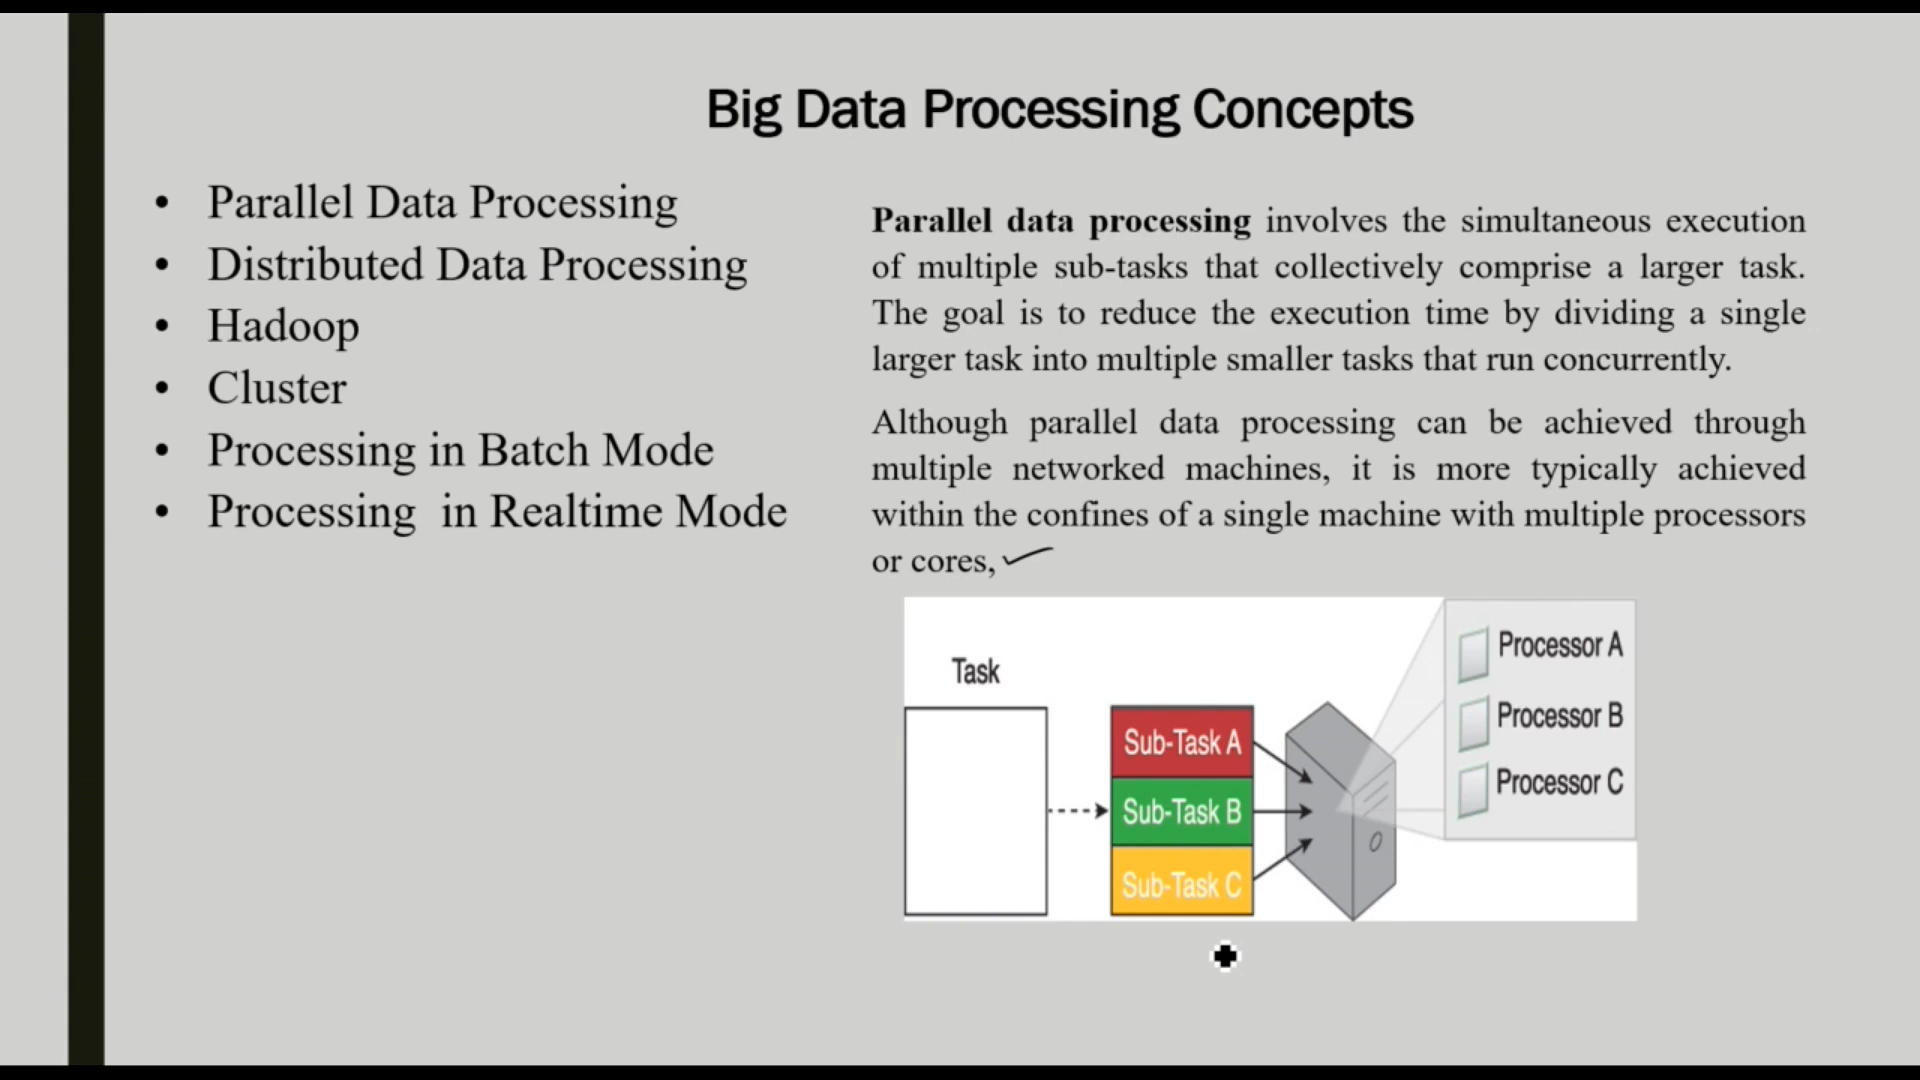 Big Data Processing Concepts
• Parallel Data Processing
• Distributed Data Processing
• Hadoop
• Cluster
• Processing in Batch Mode
• Processing  in Realtime Mode
Parallel data processing involves the simultaneous execution
of multiple sub-tasks that collectively comprise a larger task.
The goal is to reduce the execution time by dividing a single
larger task into multiple smaller tasks that run concurrently.
Although parallel data processing can be achieved through
multiple networked machines, it is more typically achieved
within the confines of a single machine with multiple processors
or cores,
Task
Sub-Task A
Sub-Task B
Sub-Task C
Processor A
Processor B
Processor C